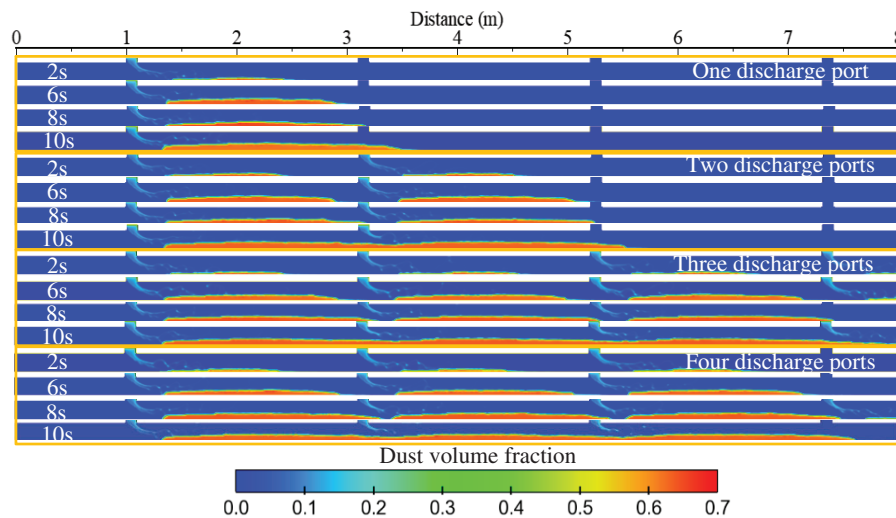 Distance (m)
0 1 2 3 4 5 6 7 8
2s One discharge port
6s
8s
10s
2s Two discharge ports
6s
8s
10s
2s Three discharge ports
6s
8s
10s
2s Four discharge ports
6s
8s
10s
Dust volume fraction
0.0 0.1 0.2 0.3 0.4 0.5 0.6 0.7